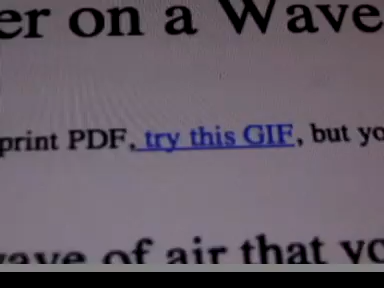 er on a Wave
print PDF, try this GIF, but yo
wave of air that yo